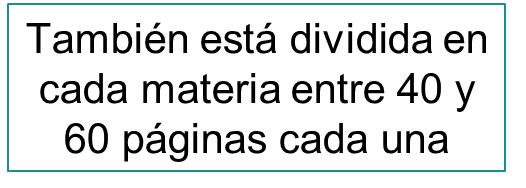 También está dividida en
cada materia entre 40 y
60 páginas cada una